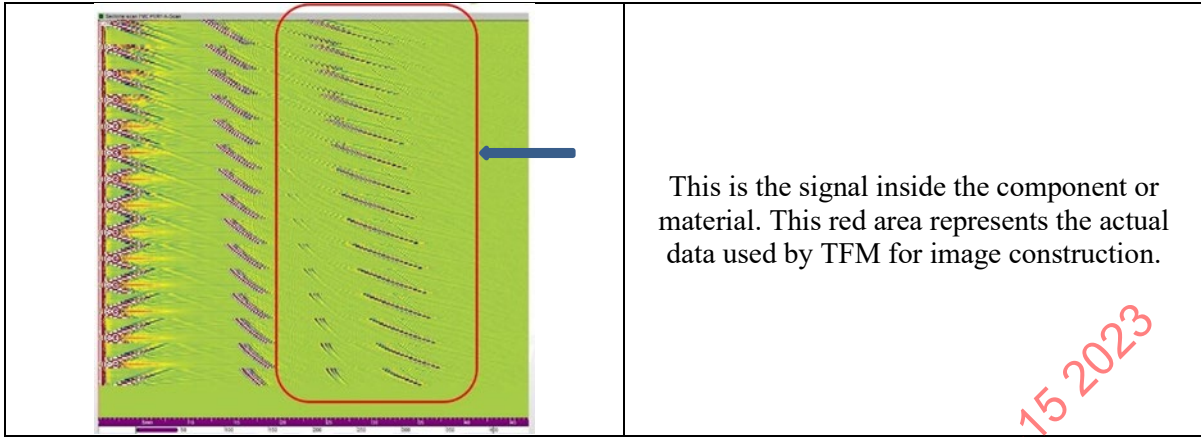 This is the signal inside the component or
material. This red area represents the actual
data used by TFM for image construction.
15 2023